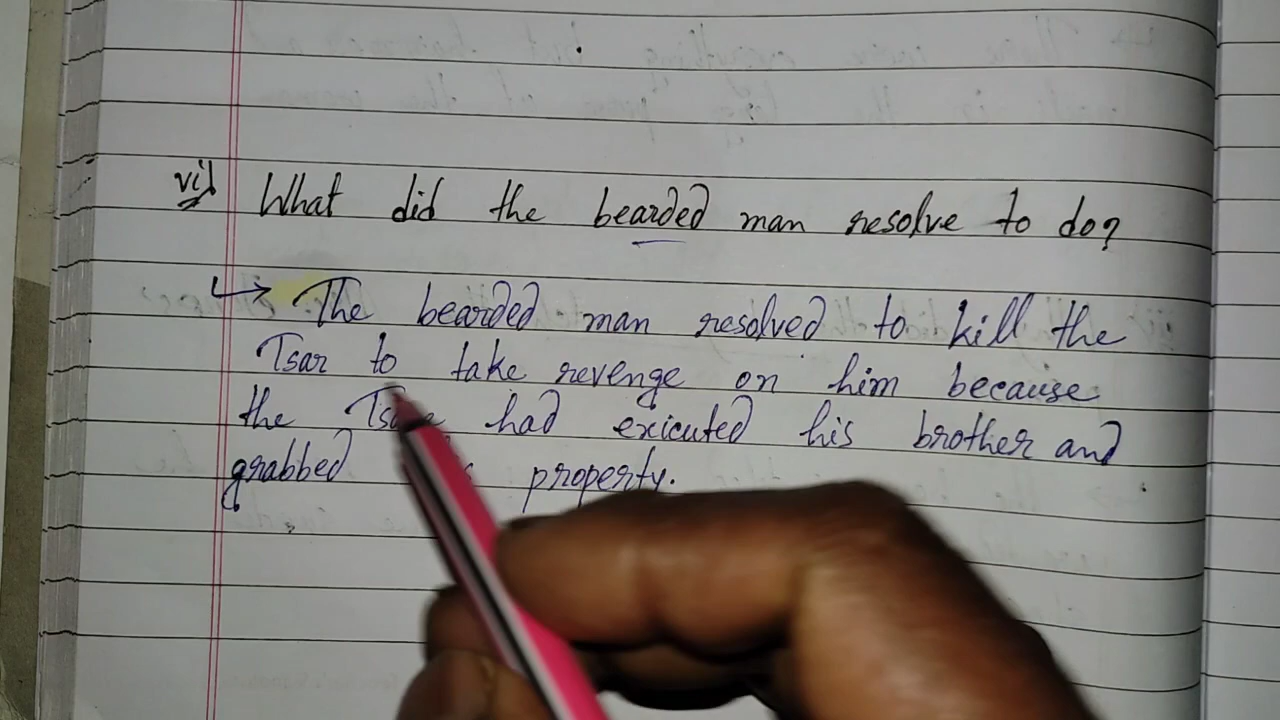 vi) What did the bearded man resolve to do?
↳ The bearded man resolved to kill the
Tsar to take revenge on him because
the had exicuted his brother and
grabbed property.